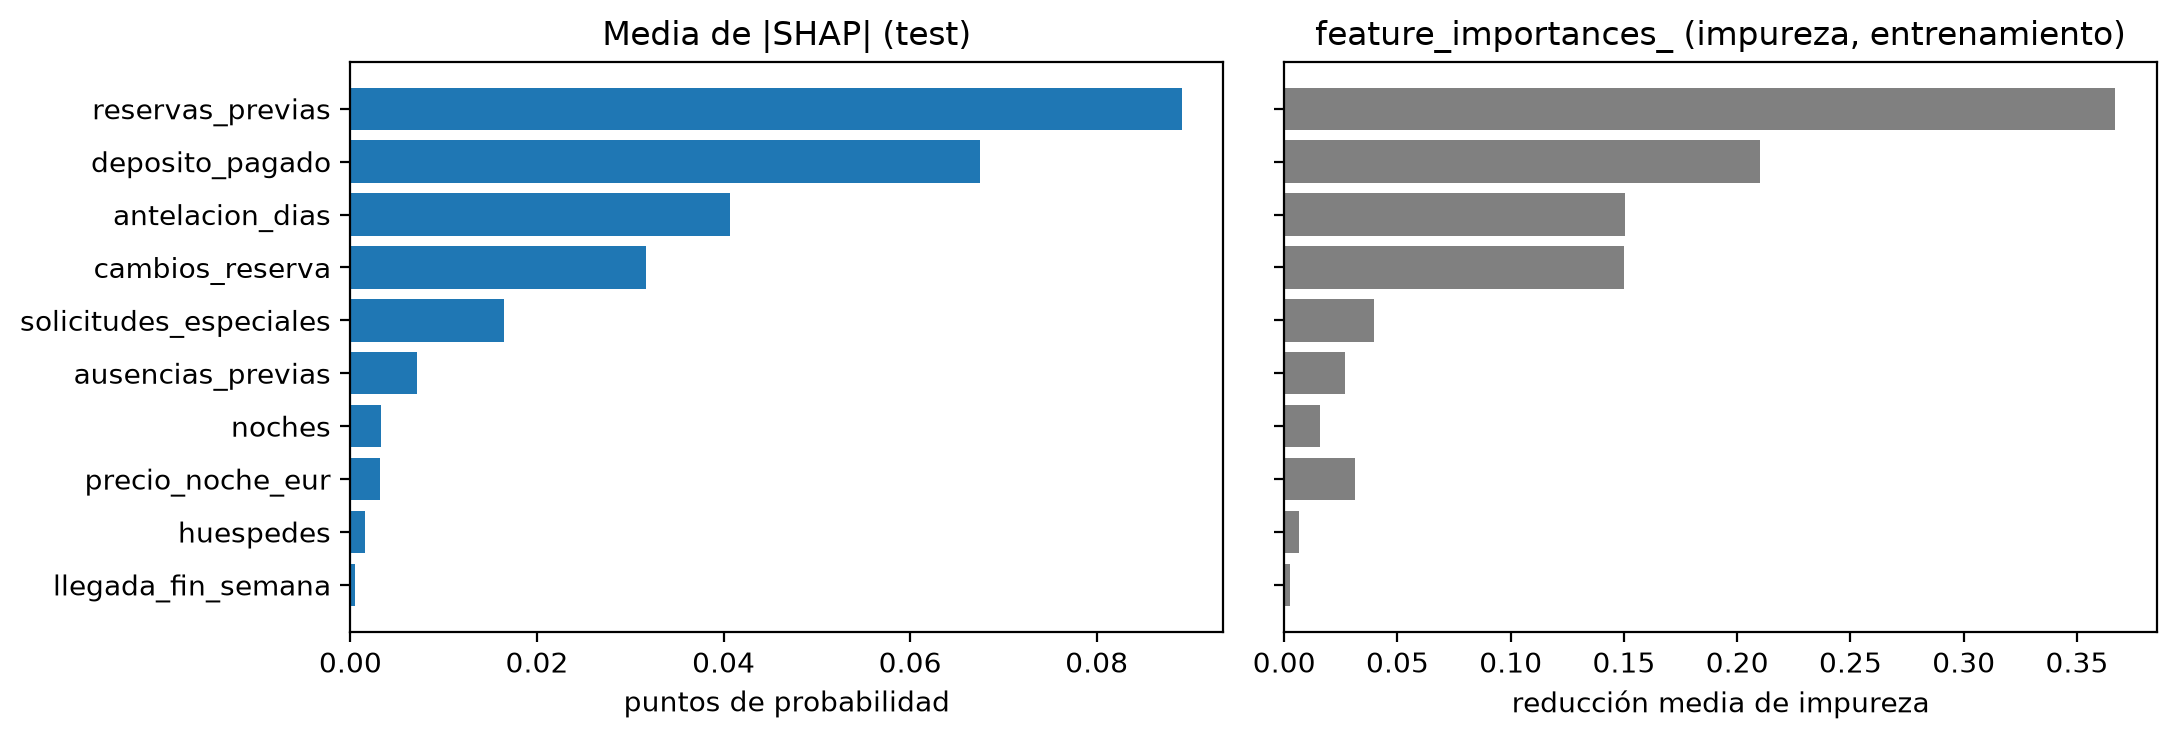 Media de |SHAP| (test)
reservas_previas
deposito_pagado
antelacion_dias
cambios_reserva
solicitudes_especiales
ausencias_previas
noches
precio_noche_eur
huespedes
llegada_fin_semana
0.00 0.02 0.04 0.06 0.08
puntos de probabilidad
feature_importances_ (impureza, entrenamiento)
0.00 0.05 0.10 0.15 0.20 0.25 0.30 0.35
reducción media de impureza